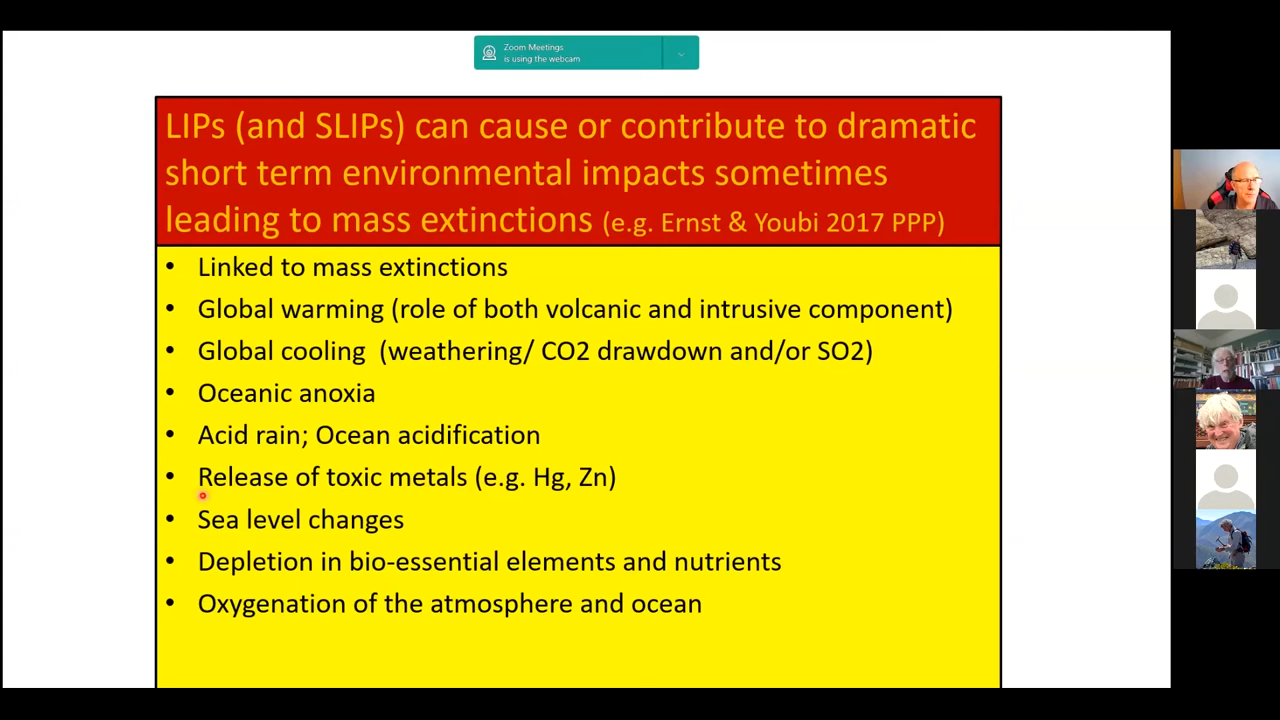 Zoom Meetings
is using the webcam
LIPs (and SLIPs) can cause or contribute to dramatic
short term environmental impacts sometimes
leading to mass extinctions (e.g. Ernst & Youbi 2017 PPP)
• Linked to mass extinctions
• Global warming (role of both volcanic and intrusive component)
• Global cooling (weathering/ CO2 drawdown and/or SO2)
• Oceanic anoxia
• Acid rain; Ocean acidification
• Release of toxic metals (e.g. Hg, Zn)
• Sea level changes
• Depletion in bio-essential elements and nutrients
• Oxygenation of the atmosphere and ocean